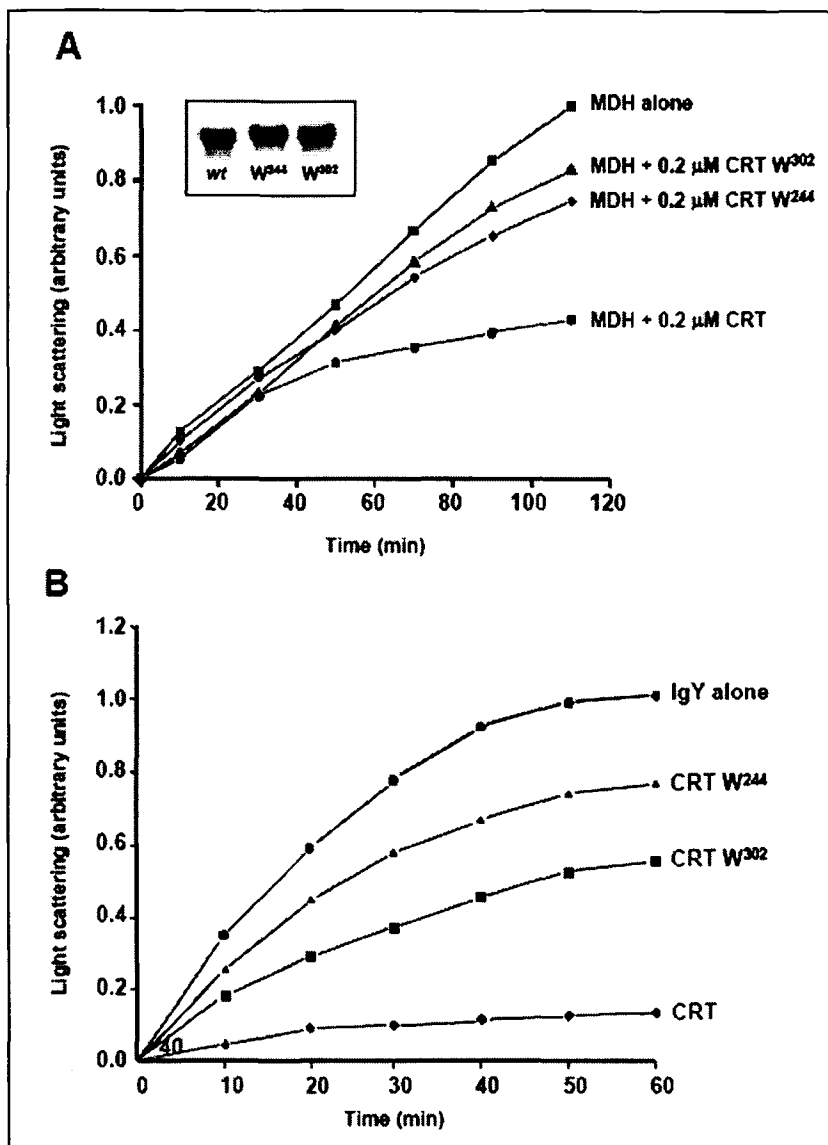 A
Light scattering (arbitrary units)
1.0
0.8
0.6
0.4
0.2
0.0
wt W²⁴⁴ W³⁰²
MDH alone
MDH + 0.2 µM CRT W³⁰²
MDH + 0.2 µM CRT W²⁴⁴
MDH + 0.2 µM CRT
0 20 40 60 80 100 120
Time (min)
B
Light scattering (arbitrary units)
1.2
1.0
0.8
0.6
0.4
0.2
0.0
40
IgY alone
CRT W²⁴⁴
CRT W³⁰²
CRT
0 10 20 30 40 50 60
Time (min)